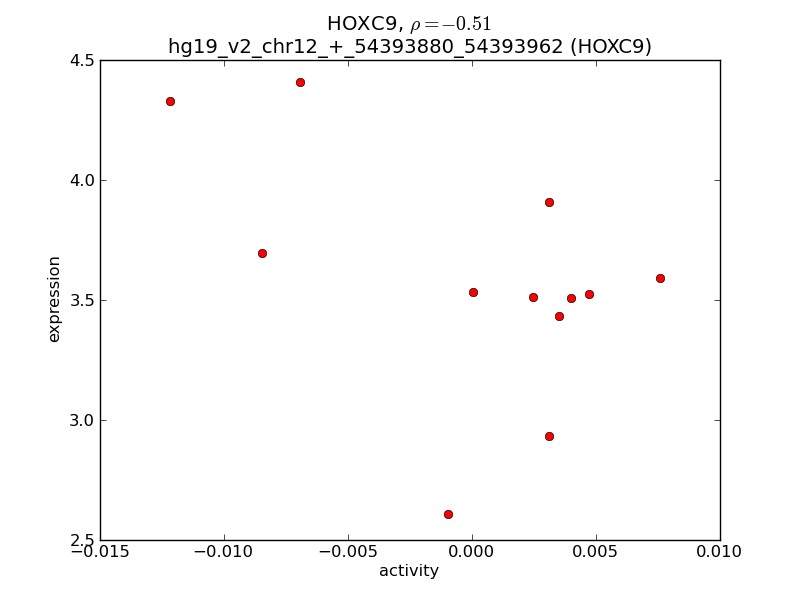 HOXC9, ρ = −0.51
hg19_v2_chr12_+_54393880_54393962 (HOXC9)
4.5
4.0
3.5
3.0
2.5
expression
−0.015
−0.010
−0.005
0.000
0.005
0.010
activity